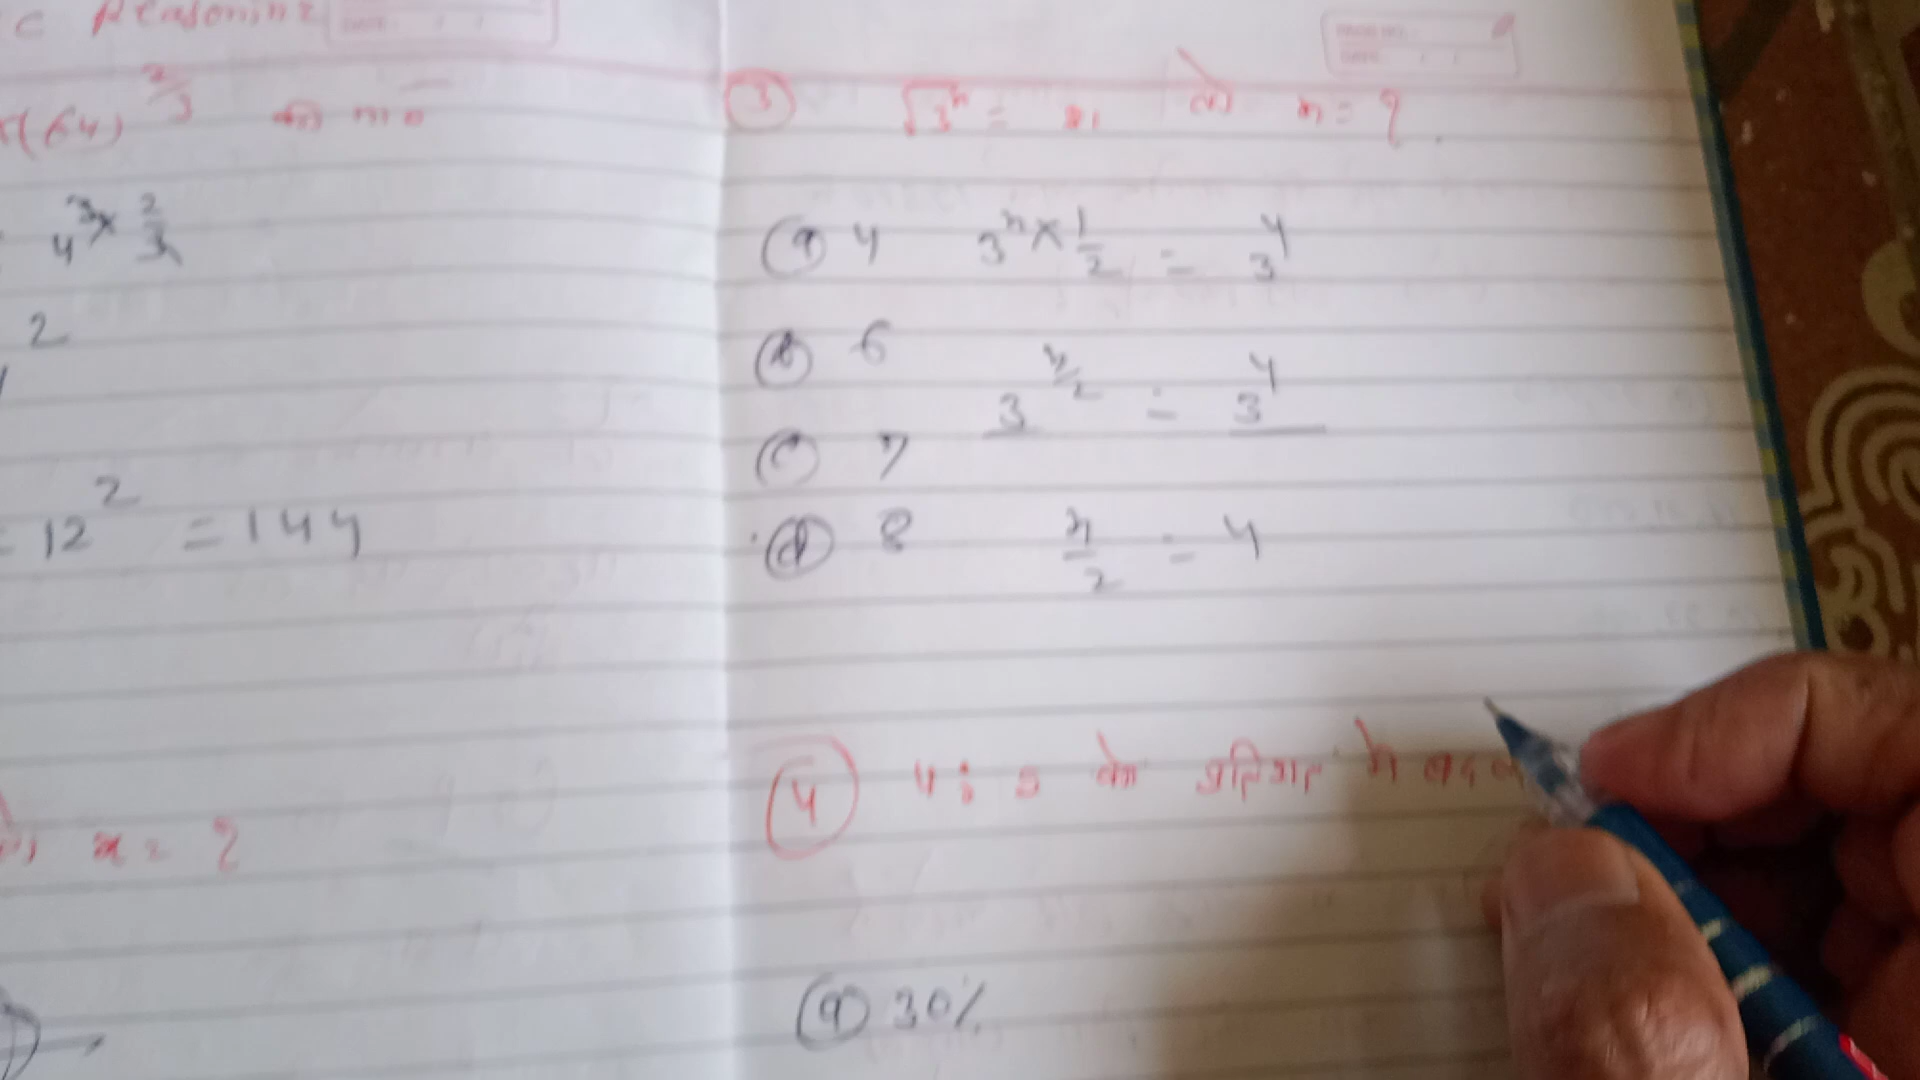 c Reasoning
(64)^2/3 का मान
4^3 × 2/3
2
= 12^2 = 144
x = ?
③ √3^n = 81 तो n = ?
ⓐ 4 3^n × 1/2 = 3^4
ⓑ 6
3^n/2 = 3^4
ⓒ 7
ⓓ 8 n/2 = 4
④ 4 : 5 को प्रतिशत में
ⓐ 30%